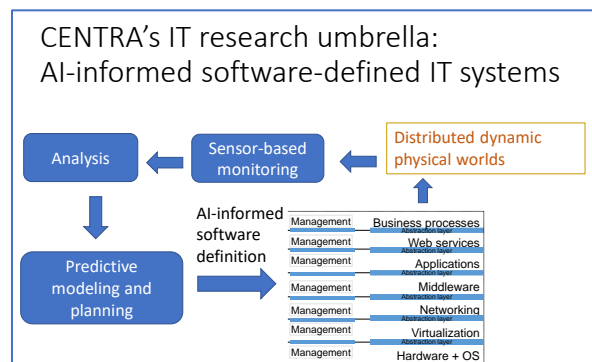 CENTRA's IT research umbrella:
AI-informed software-defined IT systems
Analysis
Sensor-based
monitoring
Distributed dynamic
physical worlds
AI-informed
software
definition
Predictive
modeling and
planning
Management Business processes
Abstraction layer
Management Web services
Abstraction layer
Management Applications
Abstraction layer
Management Middleware
Abstraction layer
Management Networking
Abstraction layer
Management Virtualization
Abstraction layer
Management Hardware + OS